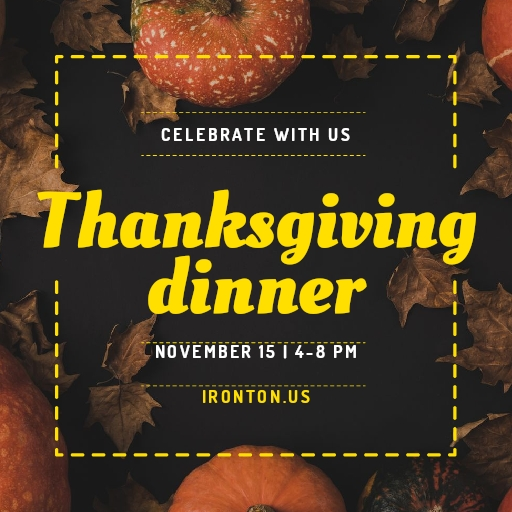 CELEBRATE WITH US
Thanksgiving
dinner
NOVEMBER 15 | 4-8 PM
IRONTON.US